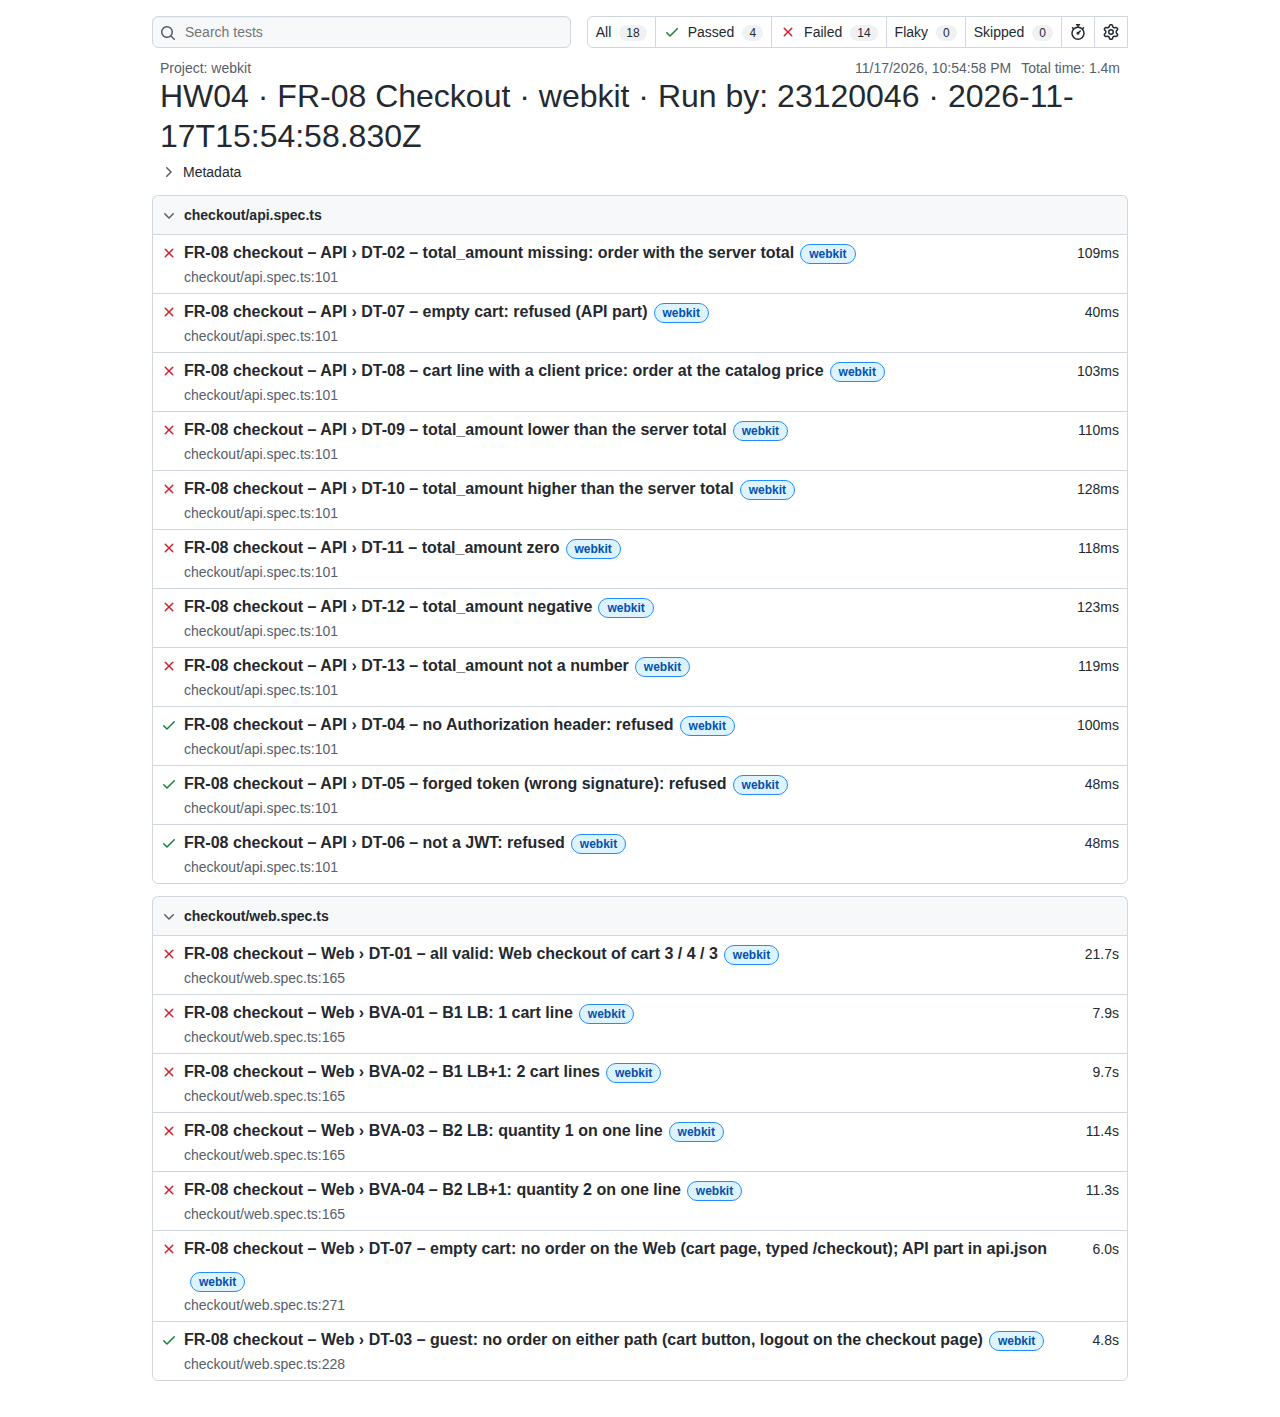 Search tests
All 18
Passed 4
Failed 14
Flaky 0
Skipped 0
Project: webkit
11/17/2026, 10:54:58 PM Total time: 1.4m
HW04 · FR-08 Checkout · webkit · Run by: 23120046 · 2026-11-
17T15:54:58.830Z
Metadata
checkout/api.spec.ts
FR-08 checkout – API › DT-02 – total_amount missing: order with the server total webkit 109ms
checkout/api.spec.ts:101
FR-08 checkout – API › DT-07 – empty cart: refused (API part) webkit 40ms
checkout/api.spec.ts:101
FR-08 checkout – API › DT-08 – cart line with a client price: order at the catalog price webkit 103ms
checkout/api.spec.ts:101
FR-08 checkout – API › DT-09 – total_amount lower than the server total webkit 110ms
checkout/api.spec.ts:101
FR-08 checkout – API › DT-10 – total_amount higher than the server total webkit 128ms
checkout/api.spec.ts:101
FR-08 checkout – API › DT-11 – total_amount zero webkit 118ms
checkout/api.spec.ts:101
FR-08 checkout – API › DT-12 – total_amount negative webkit 123ms
checkout/api.spec.ts:101
FR-08 checkout – API › DT-13 – total_amount not a number webkit 119ms
checkout/api.spec.ts:101
FR-08 checkout – API › DT-04 – no Authorization header: refused webkit 100ms
checkout/api.spec.ts:101
FR-08 checkout – API › DT-05 – forged token (wrong signature): refused webkit 48ms
checkout/api.spec.ts:101
FR-08 checkout – API › DT-06 – not a JWT: refused webkit 48ms
checkout/api.spec.ts:101
checkout/web.spec.ts
FR-08 checkout – Web › DT-01 – all valid: Web checkout of cart 3 / 4 / 3 webkit 21.7s
checkout/web.spec.ts:165
FR-08 checkout – Web › BVA-01 – B1 LB: 1 cart line webkit 7.9s
checkout/web.spec.ts:165
FR-08 checkout – Web › BVA-02 – B1 LB+1: 2 cart lines webkit 9.7s
checkout/web.spec.ts:165
FR-08 checkout – Web › BVA-03 – B2 LB: quantity 1 on one line webkit 11.4s
checkout/web.spec.ts:165
FR-08 checkout – Web › BVA-04 – B2 LB+1: quantity 2 on one line webkit 11.3s
checkout/web.spec.ts:165
FR-08 checkout – Web › DT-07 – empty cart: no order on the Web (cart page, typed /checkout); API part in api.json 6.0s
webkit
checkout/web.spec.ts:271
FR-08 checkout – Web › DT-03 – guest: no order on either path (cart button, logout on the checkout page) webkit 4.8s
checkout/web.spec.ts:228